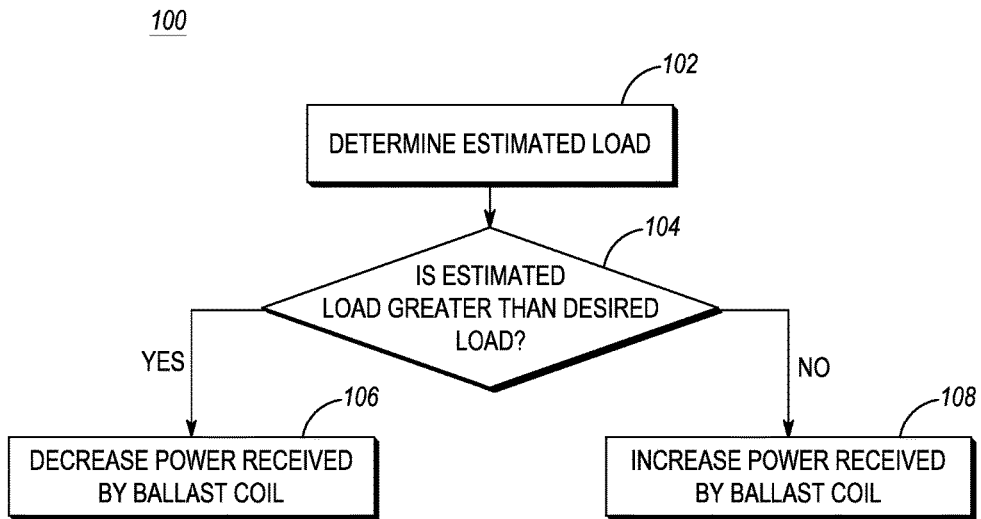 100
102
DETERMINE ESTIMATED LOAD
104
IS ESTIMATED
LOAD GREATER THAN DESIRED
LOAD?
YES
NO
106
DECREASE POWER RECEIVED
BY BALLAST COIL
108
INCREASE POWER RECEIVED
BY BALLAST COIL